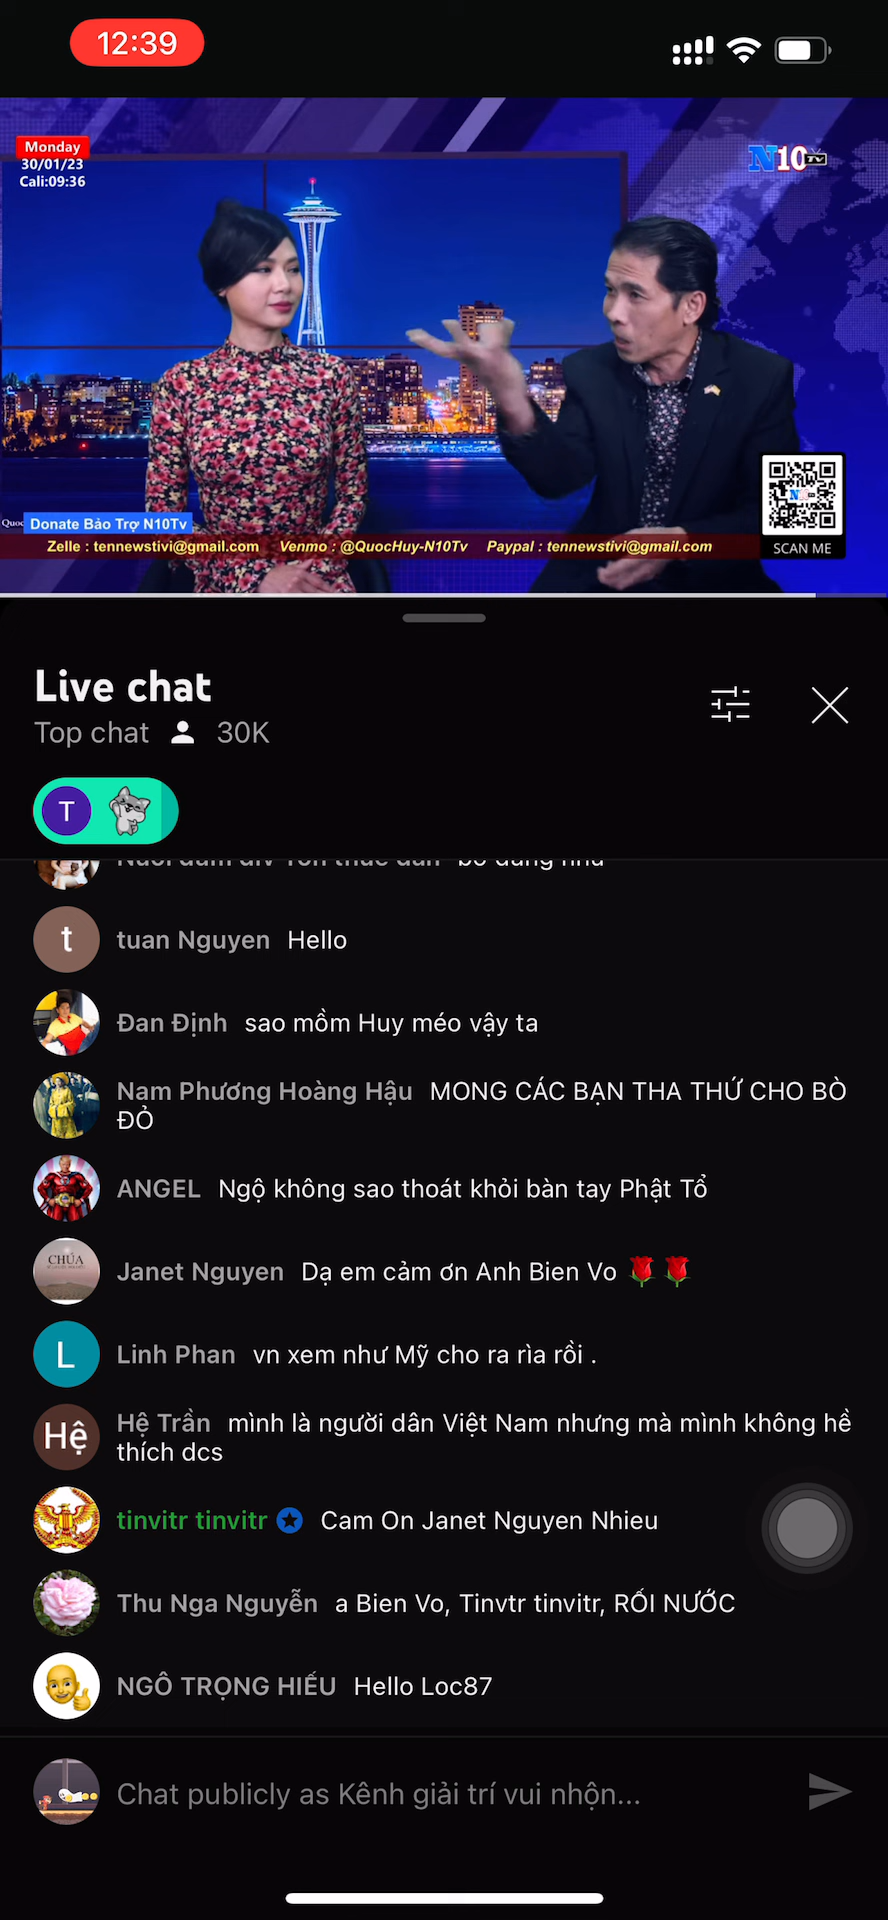 12:39
Monday
30/01/23
Cali:09:36
N10TV
Quoc
Donate Bảo Trợ N10Tv
Zelle : tennewstivi@gmail.com Venmo : @QuocHuy-N10Tv Paypal : tennewstivi@gmail.com
SCAN ME
Live chat
Top chat 30K
T
tuan Nguyen Hello
t
Đan Định sao mồm Huy méo vậy ta
Nam Phương Hoàng Hậu MONG CÁC BẠN THA THỨ CHO BÒ
ĐỎ
ANGEL Ngộ không sao thoát khỏi bàn tay Phật Tổ
CHÚA
Janet Nguyen Dạ em cảm ơn Anh Bien Vo 🌹🌹
L
Linh Phan vn xem như Mỹ cho ra rìa rồi .
Hệ
Hệ Trần mình là người dân Việt Nam nhưng mà mình không hề
thích dcs
tinvitr tinvitr Cam On Janet Nguyen Nhieu
Thu Nga Nguyễn a Bien Vo, Tinvtr tinvitr, RỐI NƯỚC
NGÔ TRỌNG HIẾU Hello Loc87
Chat publicly as Kênh giải trí vui nhộn...